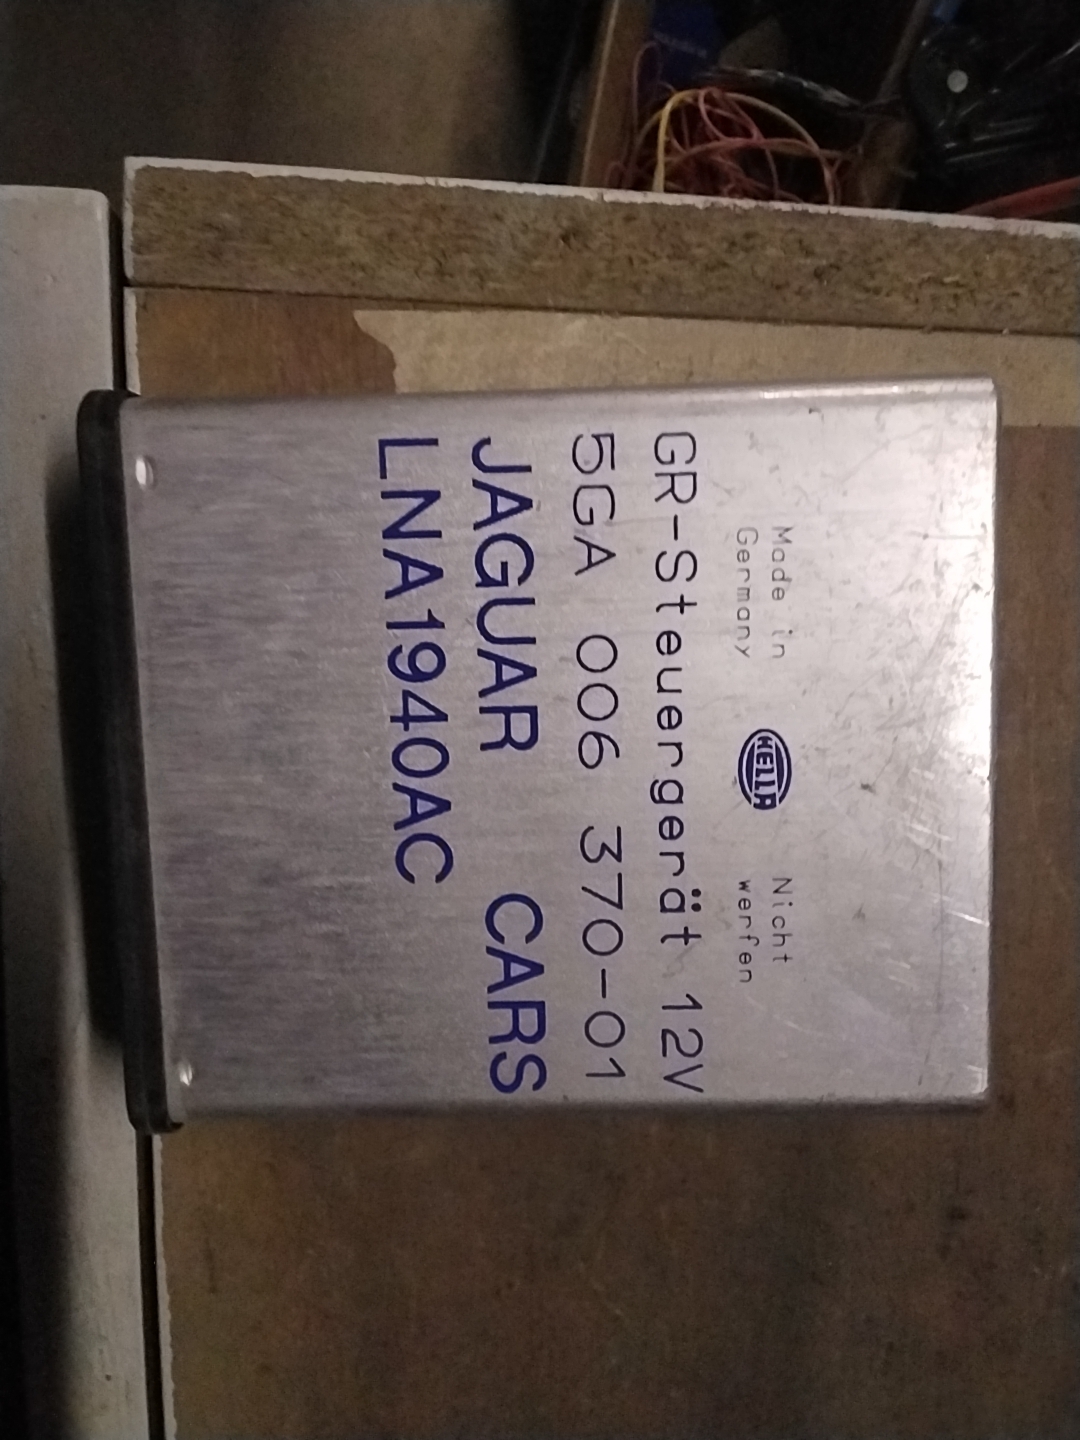 Made in
Germany
HELLA
Nicht
werfen
GR-Steuergerät 12V
5GA 006 370-01
JAGUAR CARS
LNA1940AC